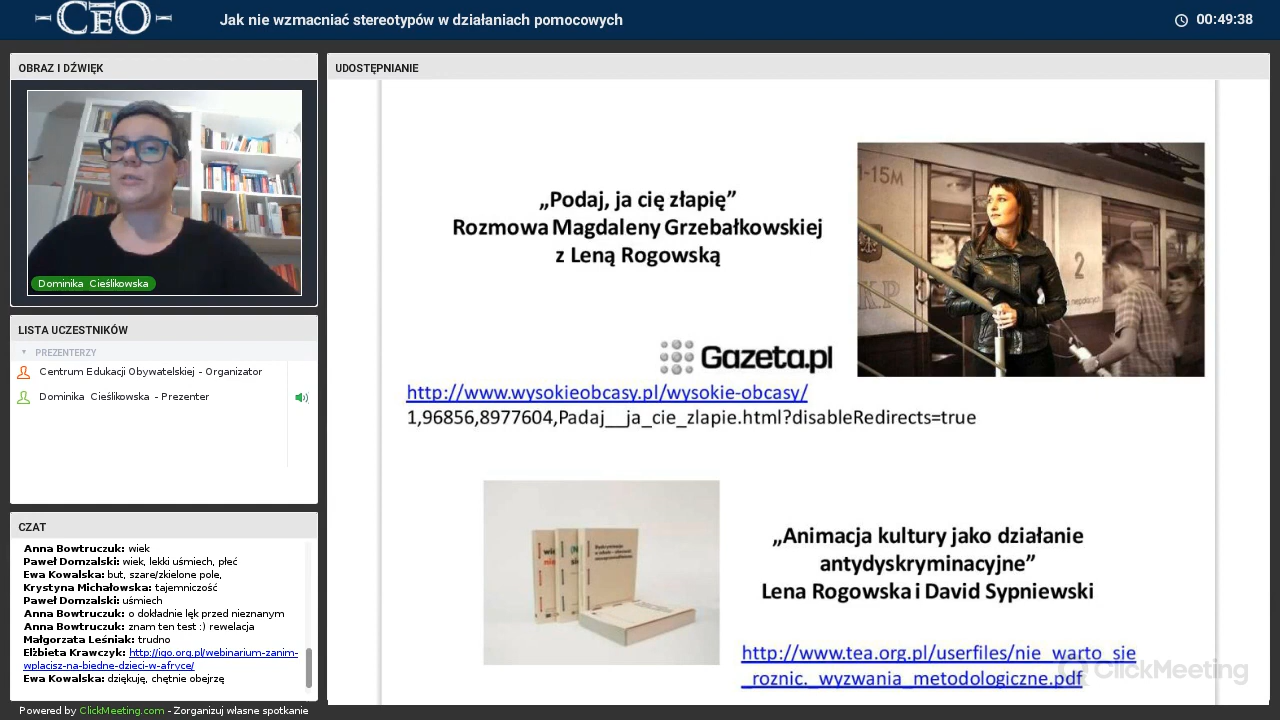 CEO
Jak nie wzmacniać stereotypów w działaniach pomocowych
00:49:38
OBRAZ I DŹWIĘK
Dominika Cieślikowska
LISTA UCZESTNIKÓW
PREZENTERZY
Centrum Edukacji Obywatelskiej - Organizator
Dominika Cieślikowska - Prezenter
CZAT
Anna Bowtruczuk: wiek
Paweł Domzalski: wiek, lekki uśmiech, płeć
Ewa Kowalska: but, szare/zkielone pole,
Krystyna Michałowska: tajemniczość
Paweł Domzalski: uśmiech
Anna Bowtruczuk: o dokładnie lęk przed nieznanym
Anna Bowtruczuk: znam ten test :) rewelacja
Małgorzata Leśniak: trudno
Elżbieta Krawczyk: http://igo.org.pl/webinarium-zanim-
wplacisz-na-biedne-dzieci-w-afryce/
Ewa Kowalska: dziękuję, chętnie obejrzę
Powered by ClickMeeting.com - Zorganizuj własne spotkanie
UDOSTĘPNIANIE
„Podaj, ja cię złapię”
Rozmowa Magdaleny Grzebałkowskiej
z Leną Rogowską
1-15M
2
KP
Gazeta.pl
http://www.wysokieobcasy.pl/wysokie-obcasy/
1,96856,8977604,Padaj__ja_cie_zlapie.html?disableRedirects=true
„Animacja kultury jako działanie
antydyskryminacyjne”
Lena Rogowska i David Sypniewski
http://www.tea.org.pl/userfiles/nie_warto_sie
_roznic._wyzwania_metodologiczne.pdf
ClickMeeting